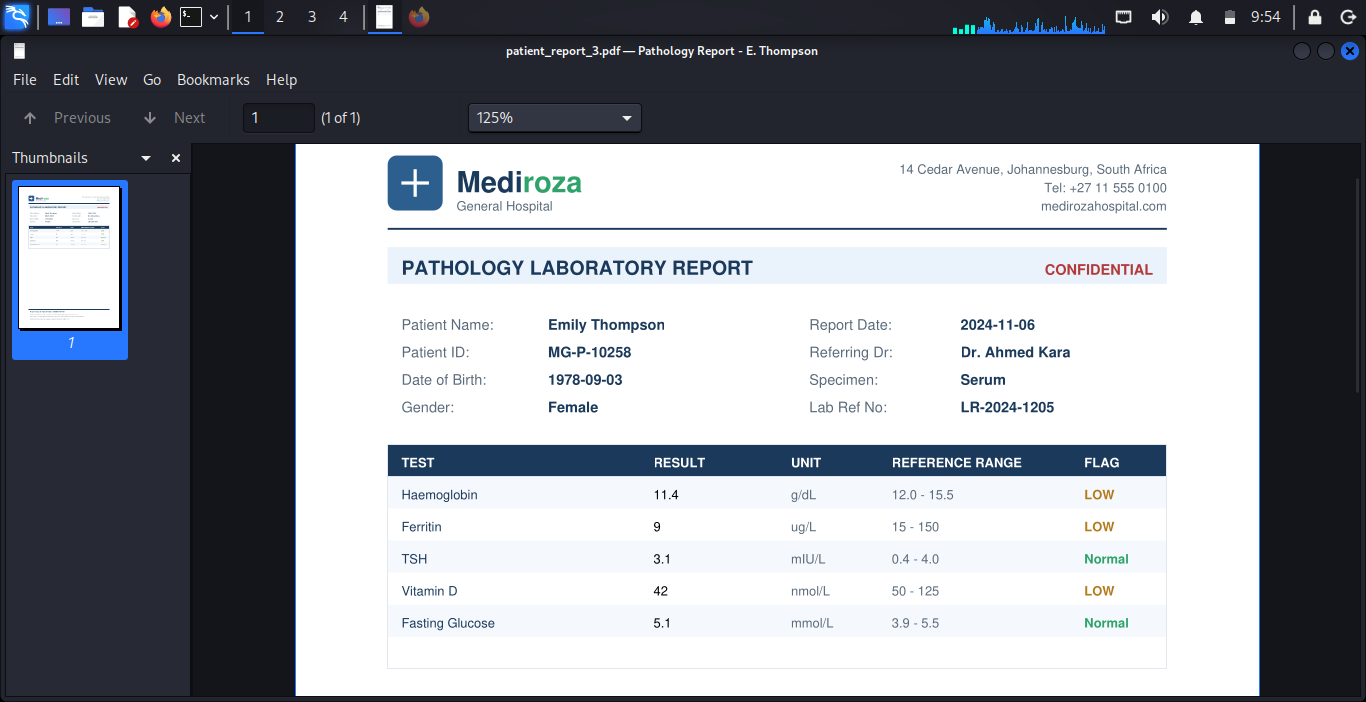 1 2 3 4 9:54
patient_report_3.pdf — Pathology Report - E. Thompson
File Edit View Go Bookmarks Help
Previous Next 1 (1 of 1) 125%
Thumbnails
1
Mediroza
General Hospital
14 Cedar Avenue, Johannesburg, South Africa
Tel: +27 11 555 0100
medirozahospital.com
PATHOLOGY LABORATORY REPORT CONFIDENTIAL
Patient Name: Emily Thompson Report Date: 2024-11-06
Patient ID: MG-P-10258 Referring Dr: Dr. Ahmed Kara
Date of Birth: 1978-09-03 Specimen: Serum
Gender: Female Lab Ref No: LR-2024-1205
TEST RESULT UNIT REFERENCE RANGE FLAG
Haemoglobin 11.4 g/dL 12.0 - 15.5 LOW
Ferritin 9 ug/L 15 - 150 LOW
TSH 3.1 mIU/L 0.4 - 4.0 Normal
Vitamin D 42 nmol/L 50 - 125 LOW
Fasting Glucose 5.1 mmol/L 3.9 - 5.5 Normal